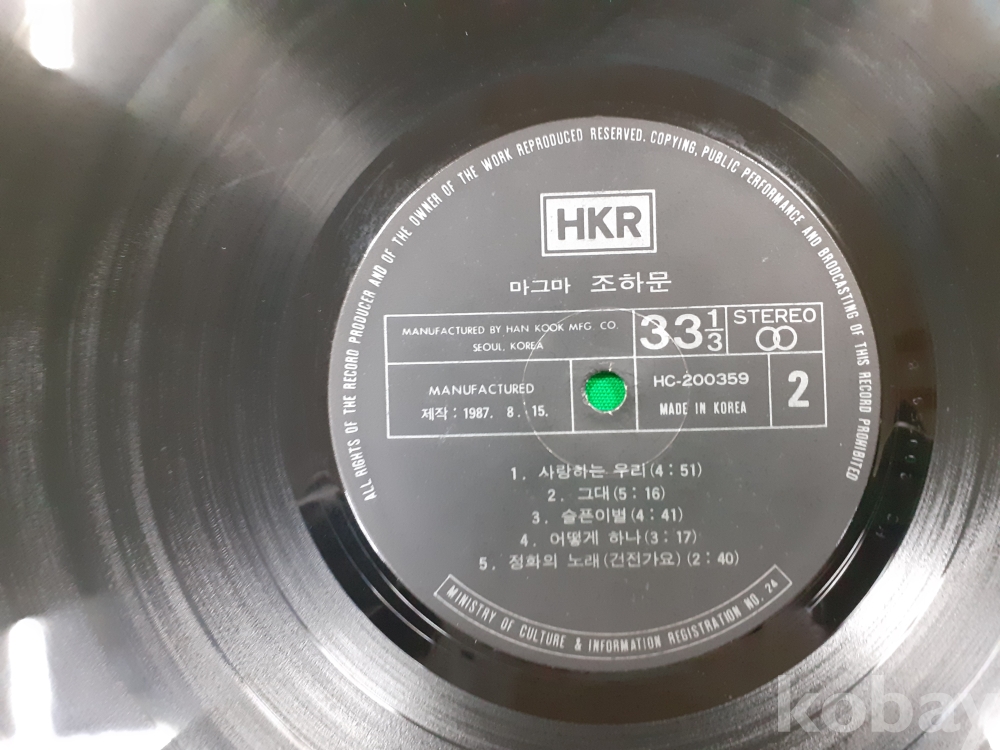 ALL RIGHTS OF THE RECORD PRODUCER AND OF THE OWNER OF THE WORK REPRODUCED RESERVED. COPYING, PUBLIC PERFORMANCE AND BRODCASTING OF THIS RECORD PROHIBITED
HKR
마그마 조하문
MANUFACTURED BY HAN KOOK MFG. CO.
SEOUL, KOREA
33 1/3
STEREO
MANUFACTURED
제작 : 1987. 8. 15.
HC-200359
MADE IN KOREA
2
1. 사랑하는 우리(4 : 51)
2. 그대(5 : 16)
3. 슬픈이별(4 : 41)
4. 어떻게 하나(3 : 17)
5. 정화의 노래(건전가요)(2 : 40)
MINISTRY OF CULTURE & INFORMATION REGISTRATION NO. 24
kobay